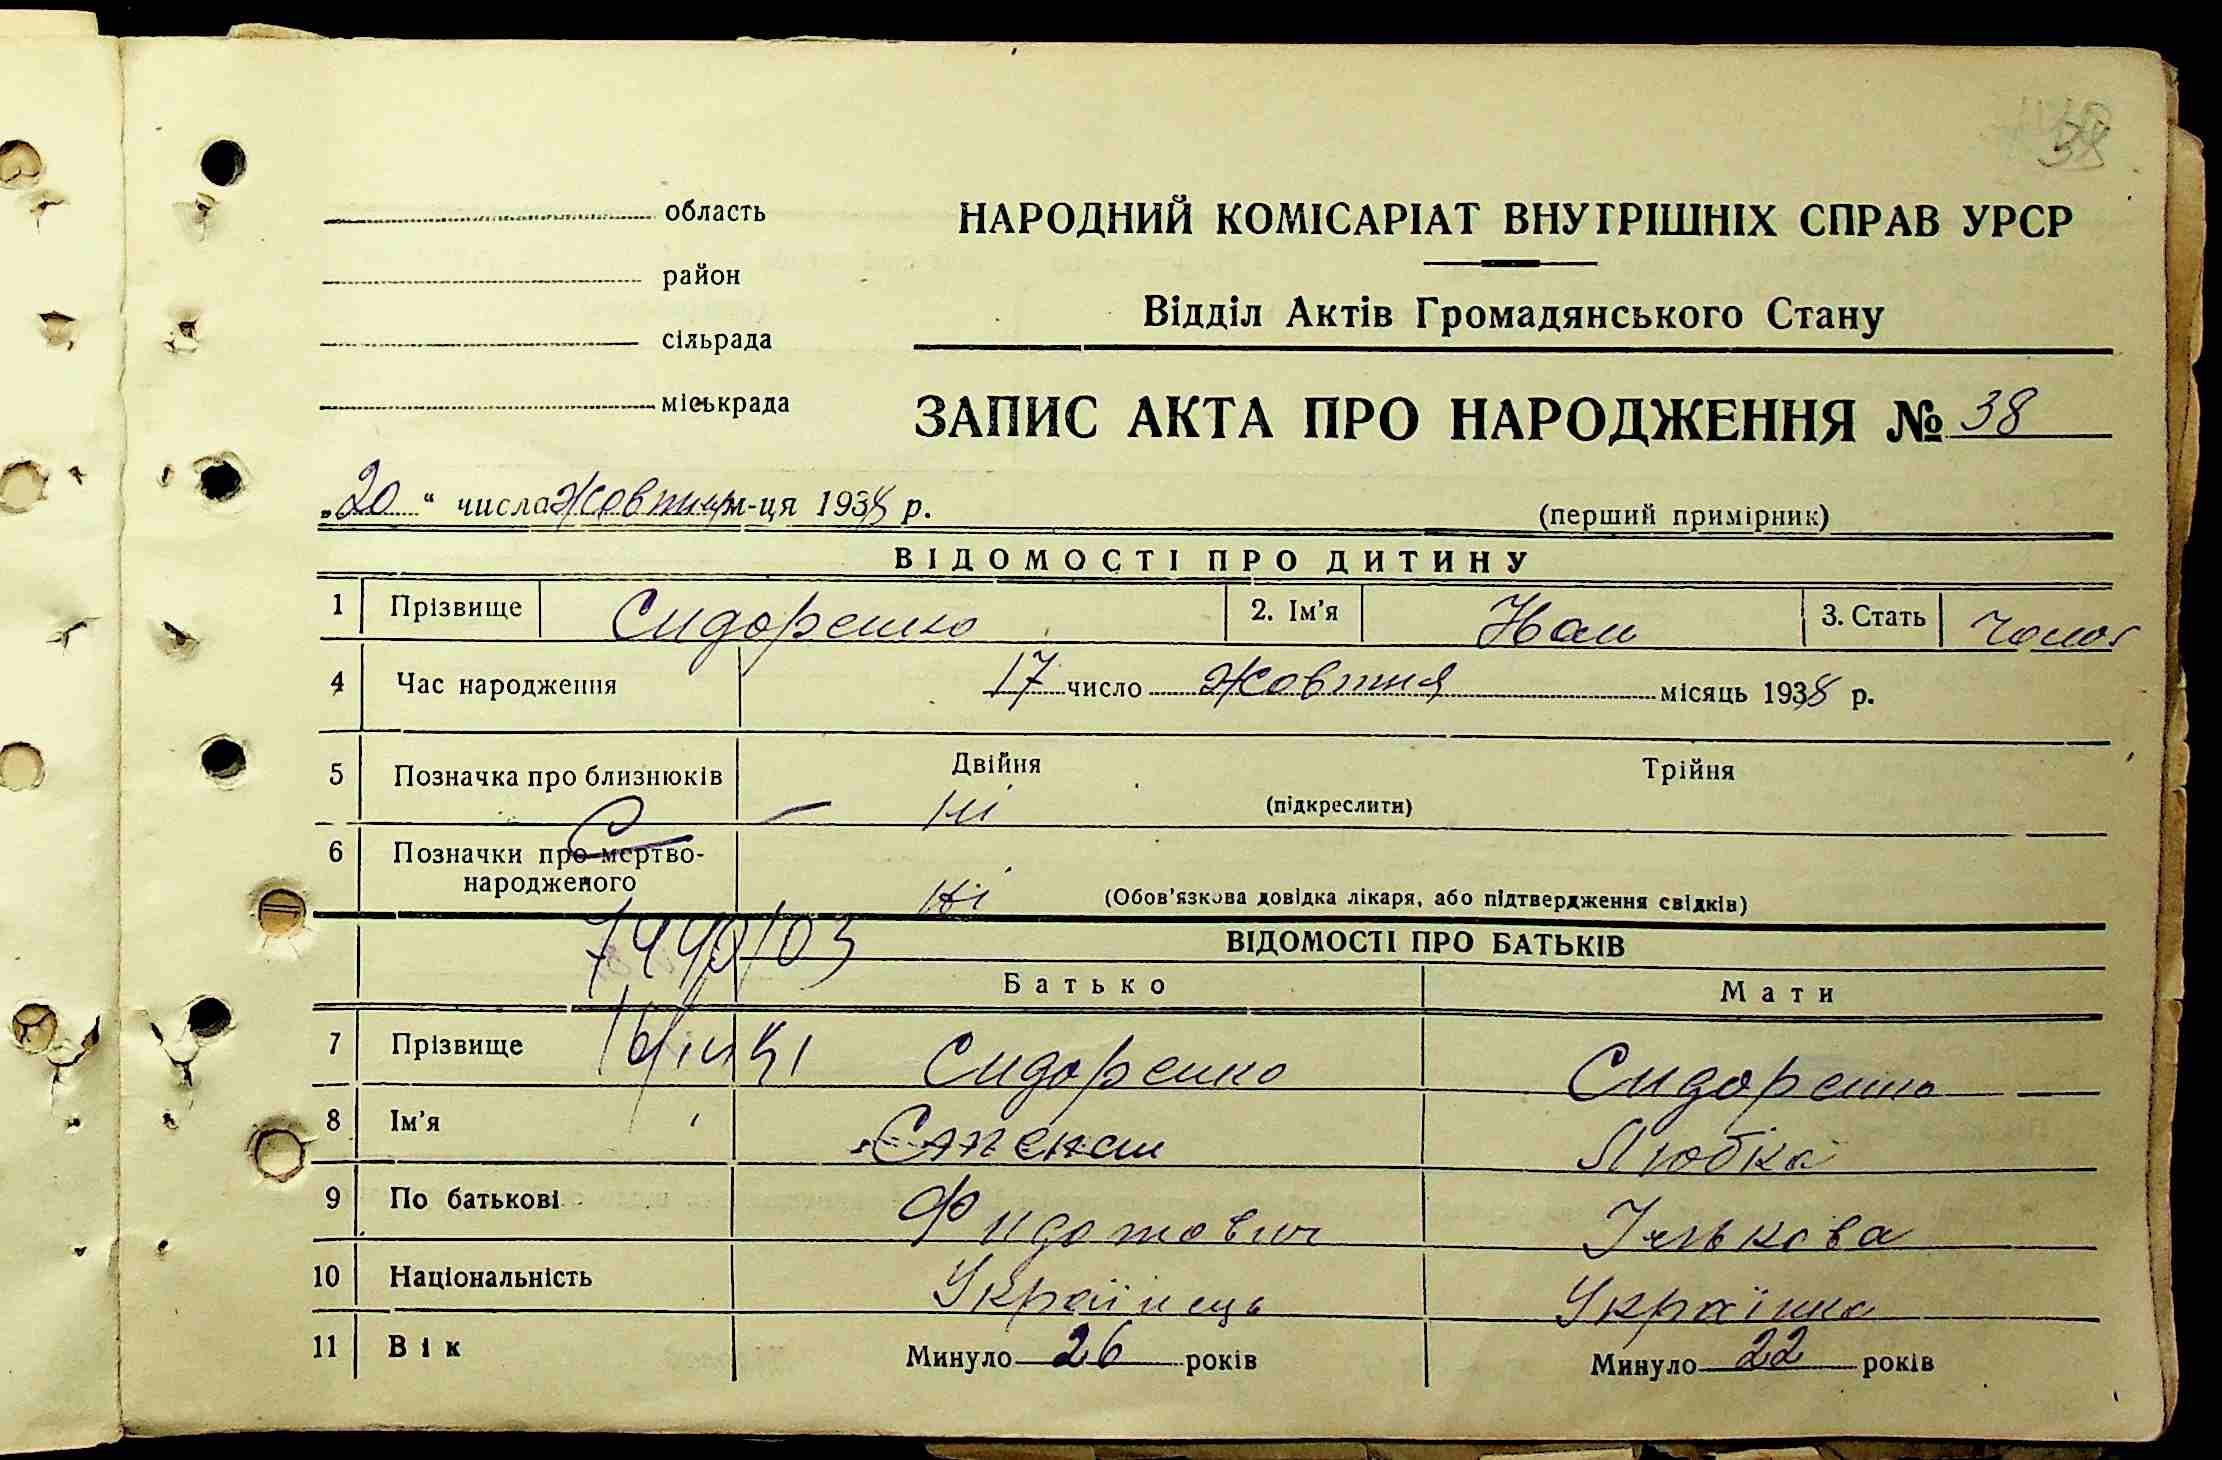 38
область
район
сільрада
міськрада
НАРОДНИЙ КОМІСАРІАТ ВНУТРІШНІХ СПРАВ УРСР
Відділ Актів Громадянського Стану
ЗАПИС АКТА ПРО НАРОДЖЕННЯ № 38
„20“ числа Жовтня м-ця 1938 р.
(перший примірник)
ВІДОМОСТІ ПРО ДИТИНУ
1 Прізвище Сидоренко 2. Ім'я Іван 3. Стать Чолов
4 Час народження 17 число Жовтня місяць 1938 р.
5 Позначка про близнюків Двійня Трійня
— Ні (підкреслити)
6 Позначки про мертво-
народженого Ні (Обов'язкова довідка лікаря, або підтвердження свідків)
ВІДОМОСТІ ПРО БАТЬКІВ
Батько Мати
7 Прізвище Сидоренко Сидоренко
8 Ім'я Степан Любка
9 По батькові Фидотович Ількова
10 Національність Українець Українка
11 Вік Минуло 26 років Минуло 22 років